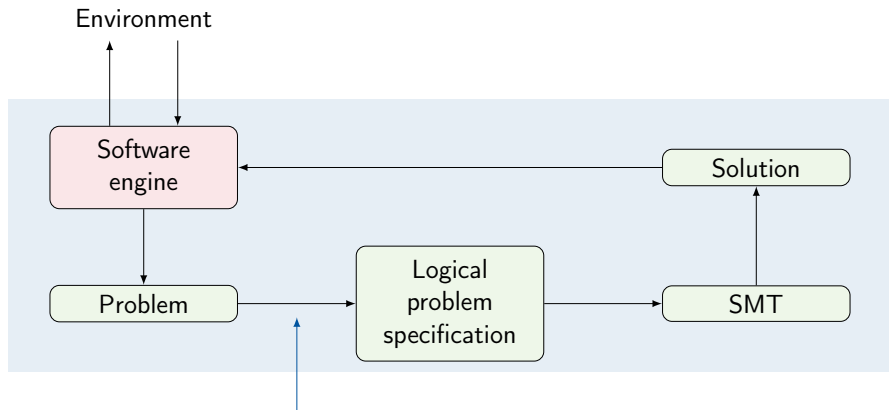 Environment
Software
engine
Solution
Logical
problem
specification
Problem
SMT